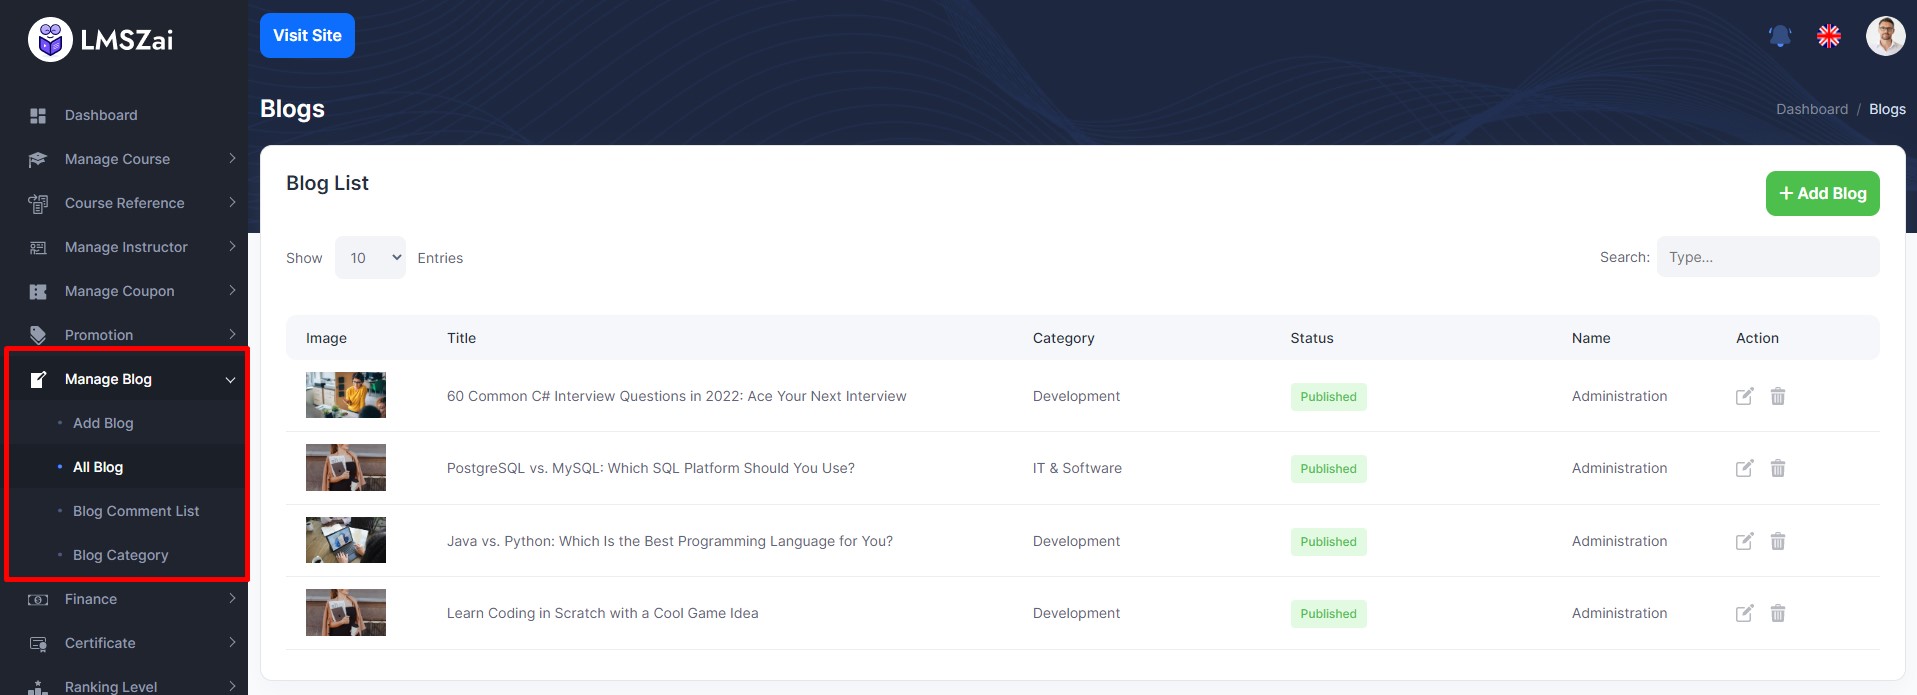 LMSZai
Visit Site
Dashboard
Manage Course
Course Reference
Manage Instructor
Manage Coupon
Promotion
Manage Blog
Add Blog
All Blog
Blog Comment List
Blog Category
Finance
Certificate
Ranking Level
Blogs
Dashboard / Blogs
Blog List
+ Add Blog
Show 10 Entries
Search: Type...
Image Title Category Status Name Action
60 Common C# Interview Questions in 2022: Ace Your Next Interview Development Published Administration
PostgreSQL vs. MySQL: Which SQL Platform Should You Use? IT & Software Published Administration
Java vs. Python: Which Is the Best Programming Language for You? Development Published Administration
Learn Coding in Scratch with a Cool Game Idea Development Published Administration